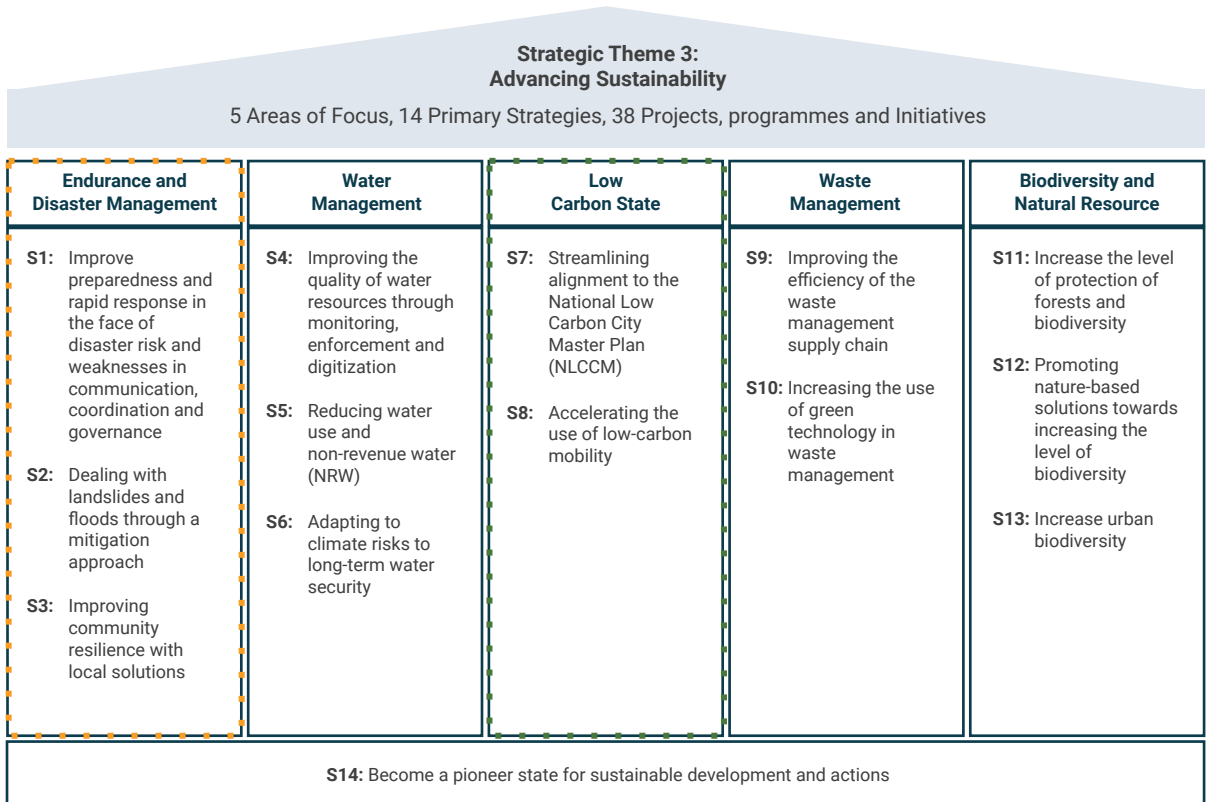 Strategic Theme 3:
Advancing Sustainability
5 Areas of Focus, 14 Primary Strategies, 38 Projects, programmes and Initiatives
Endurance and
Disaster Management
S1: Improve
preparedness and
rapid response in
the face of
disaster risk and
weaknesses in
communication,
coordination and
governance
S2: Dealing with
landslides and
floods through a
mitigation
approach
S3: Improving
community
resilience with
local solutions
Water
Management
S4: Improving the
quality of water
resources through
monitoring,
enforcement and
digitization
S5: Reducing water
use and
non-revenue water
(NRW)
S6: Adapting to
climate risks to
long-term water
security
Low
Carbon State
S7: Streamlining
alignment to the
National Low
Carbon City
Master Plan
(NLCCM)
S8: Accelerating the
use of low-carbon
mobility
Waste
Management
S9: Improving the
efficiency of the
waste
management
supply chain
S10: Increasing the use
of green
technology in
waste
management
Biodiversity and
Natural Resource
S11: Increase the level
of protection of
forests and
biodiversity
S12: Promoting
nature-based
solutions towards
increasing the
level of
biodiversity
S13: Increase urban
biodiversity
S14: Become a pioneer state for sustainable development and actions